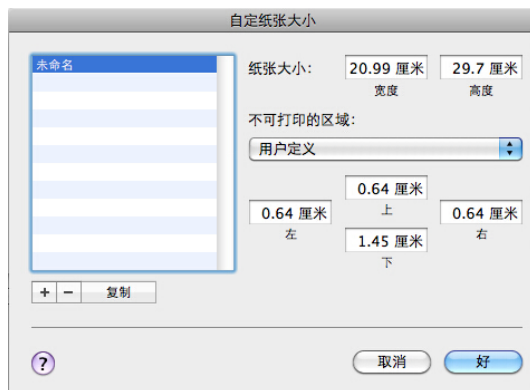 自定纸张大小
未命名
纸张大小: 20.99 厘米 29.7 厘米
宽度 高度
不可打印的区域:
用户定义
0.64 厘米
上
0.64 厘米 0.64 厘米
左 右
1.45 厘米
下
+ − 复制
? 取消 好